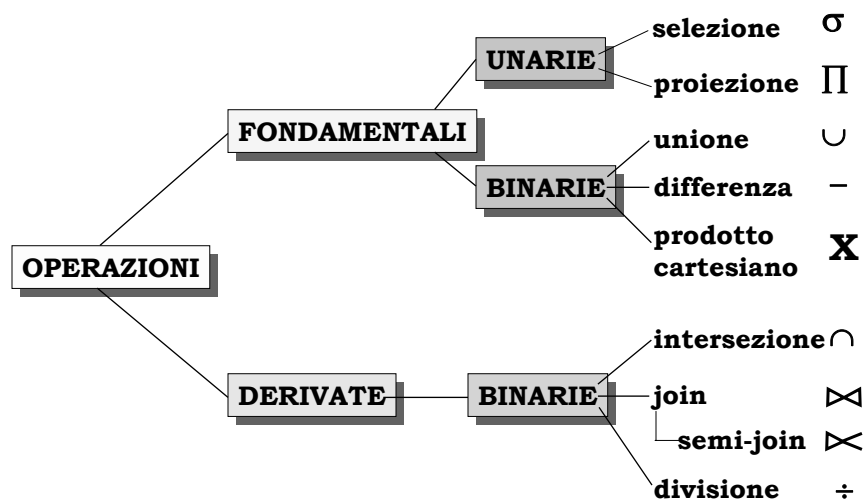 selezione σ
UNARIE
proiezione Π
FONDAMENTALI
unione ∪
BINARIE
differenza −
prodotto
cartesiano x
OPERAZIONI
intersezione ∩
DERIVATE
BINARIE
join ⋈
semi-join ⋉
divisione ÷